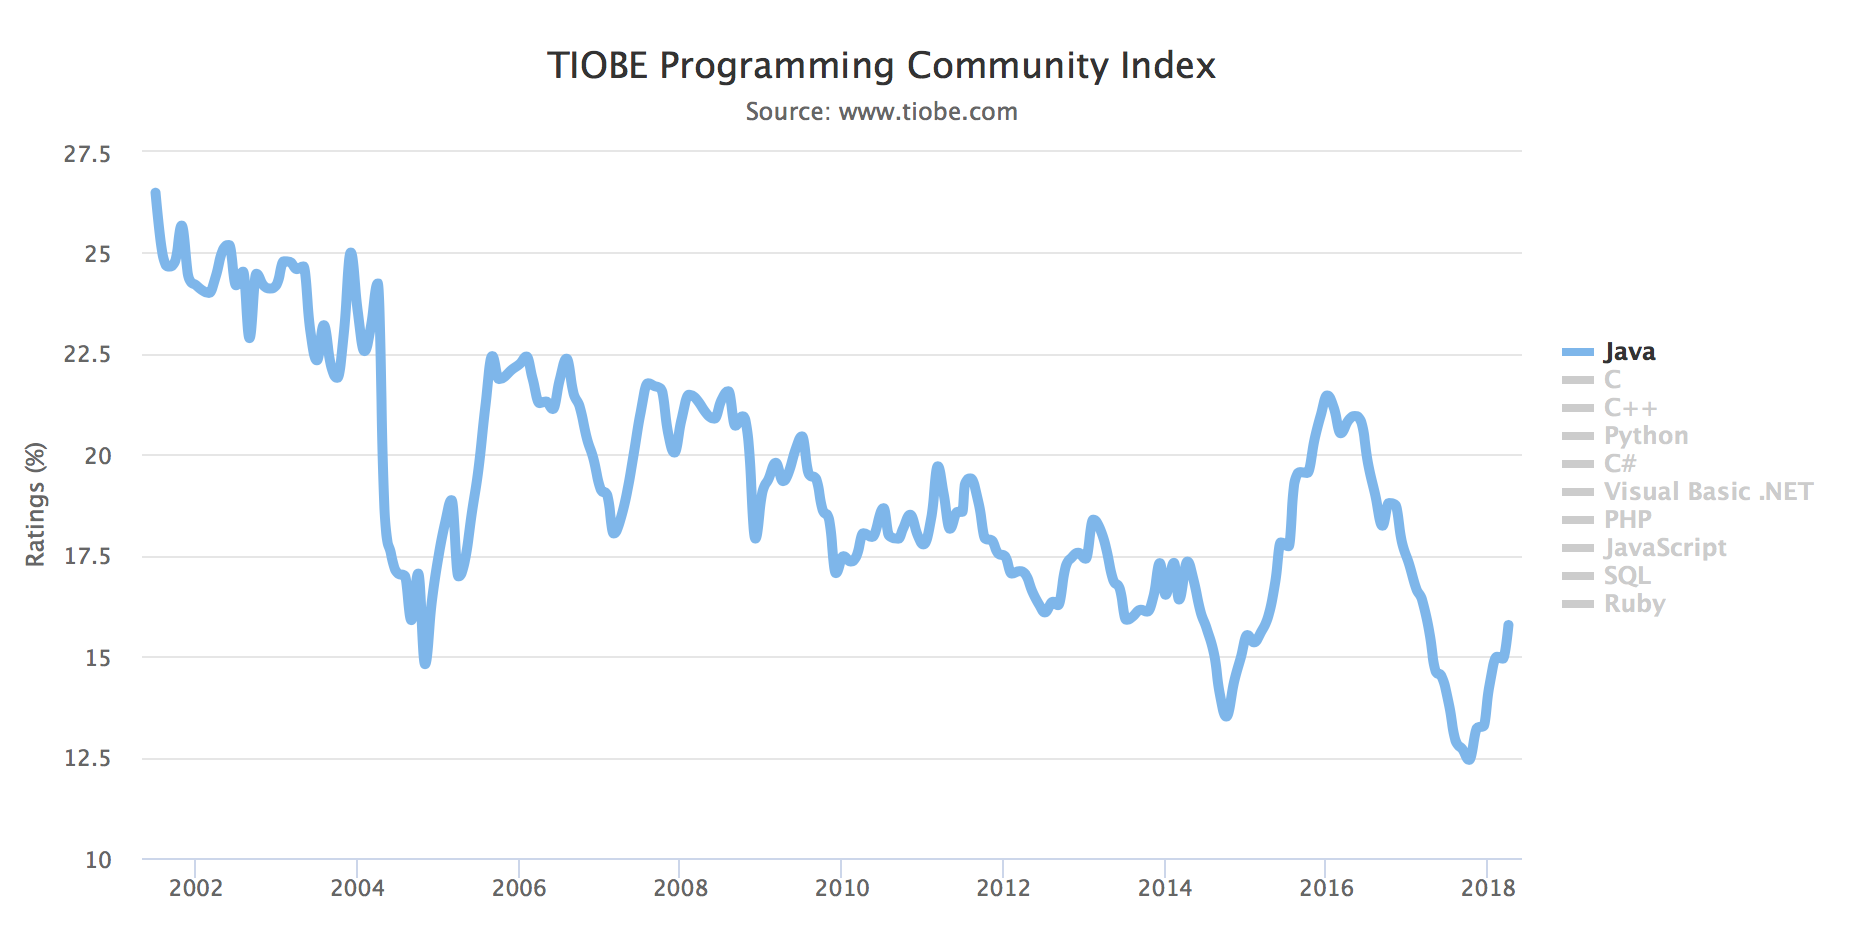 TIOBE Programming Community Index
Source: www.tiobe.com
Ratings (%)
27.5
25
22.5
20
17.5
15
12.5
10
2002 2004 2006 2008 2010 2012 2014 2016 2018
Java
C
C++
Python
C#
Visual Basic .NET
PHP
JavaScript
SQL
Ruby